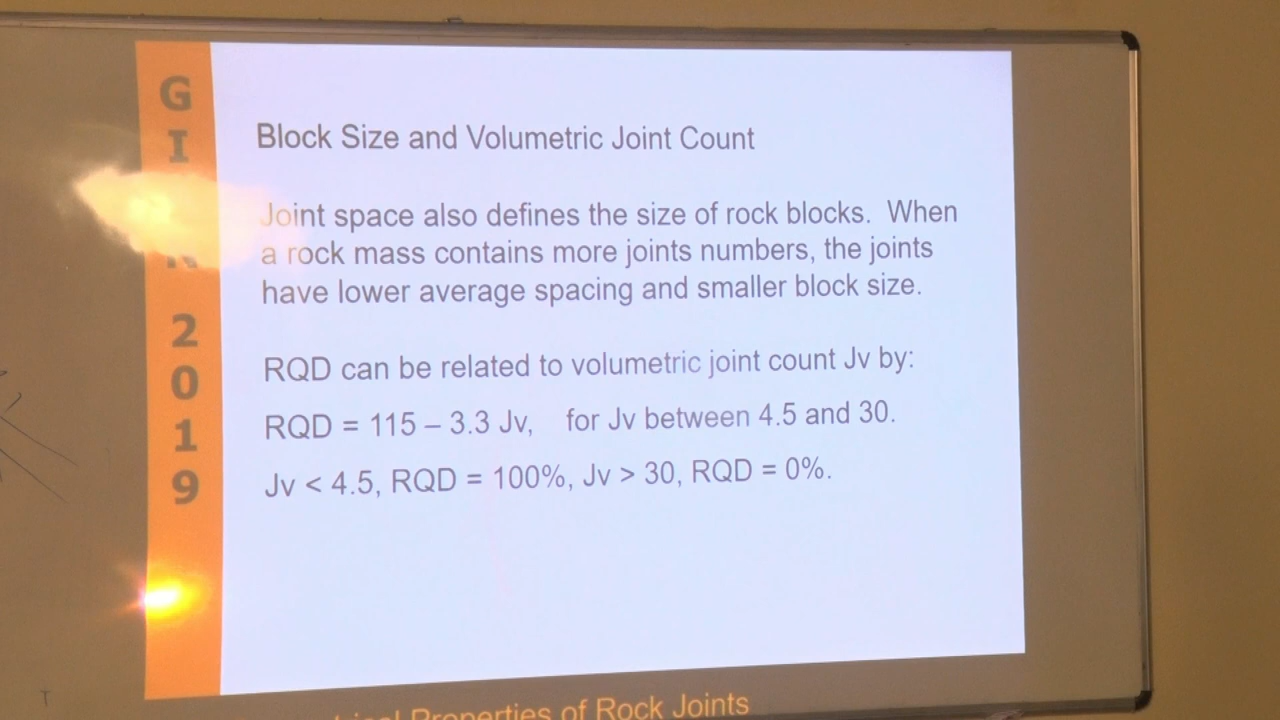 G
I
2
0
1
9
Block Size and Volumetric Joint Count
Joint space also defines the size of rock blocks. When
a rock mass contains more joints numbers, the joints
have lower average spacing and smaller block size.
RQD can be related to volumetric joint count Jv by:
RQD = 115 – 3.3 Jv, for Jv between 4.5 and 30.
Jv < 4.5, RQD = 100%, Jv > 30, RQD = 0%.
Properties of Rock Joints